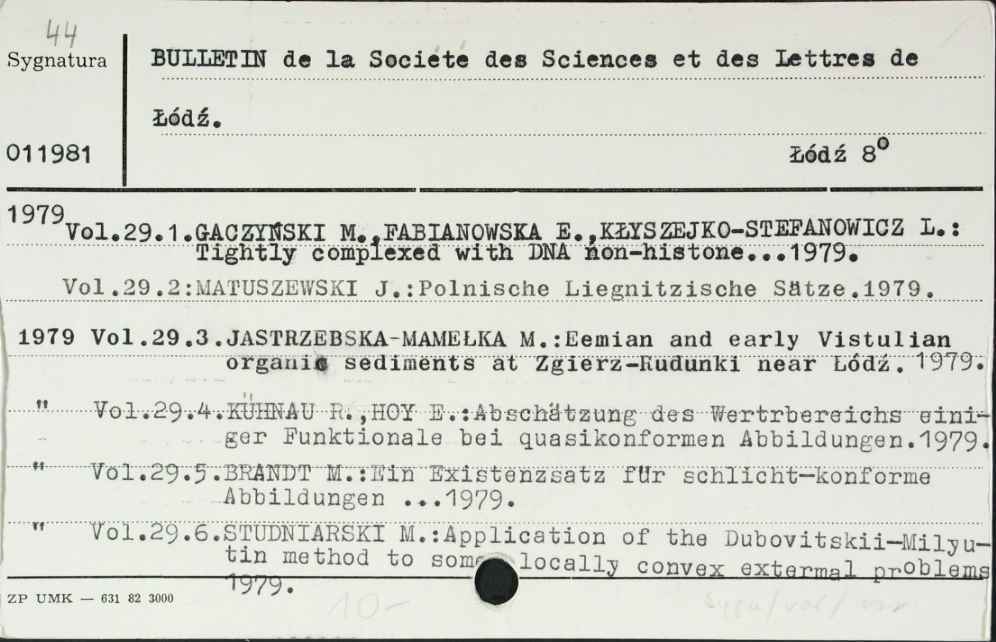 44
Sygnatura
BULLETIN de la Société des Sciences et des Lettres de
Łódź.
011981
Łódź 8°
1979 Vol.29.1.GACZYŃSKI M.,FABIANOWSKA E.,KŁYSZEJKO-STEFANOWICZ L.:
Tightly complexed with DNA non-histone...1979.
Vol.29.2:MATUSZEWSKI J.:Polnische Liegnitzische Sätze.1979.
1979 Vol.29.3.JASTRZEBSKA-MAMEŁKA M.:Eemian and early Vistulian
organic sediments at Zgierz-Rudunki near Łódź. 1979.
" Vol.29.4.KÜHNAU R.,HOY E.:Abschätzung des Wertrbereichs eini-
ger Funktionale bei quasikonformen Abbildungen.1979.
" Vol.29.5.BRANDT M.:Ein Existenzsatz für schlicht-konforme
Abbildungen ...1979.
" Vol.29.6.STUDNIARSKI M.:Application of the Dubovitskii-Milyu-
tin method to some locally convex extermal problems
1979.
ZP UMK — 631 82 3000
10-